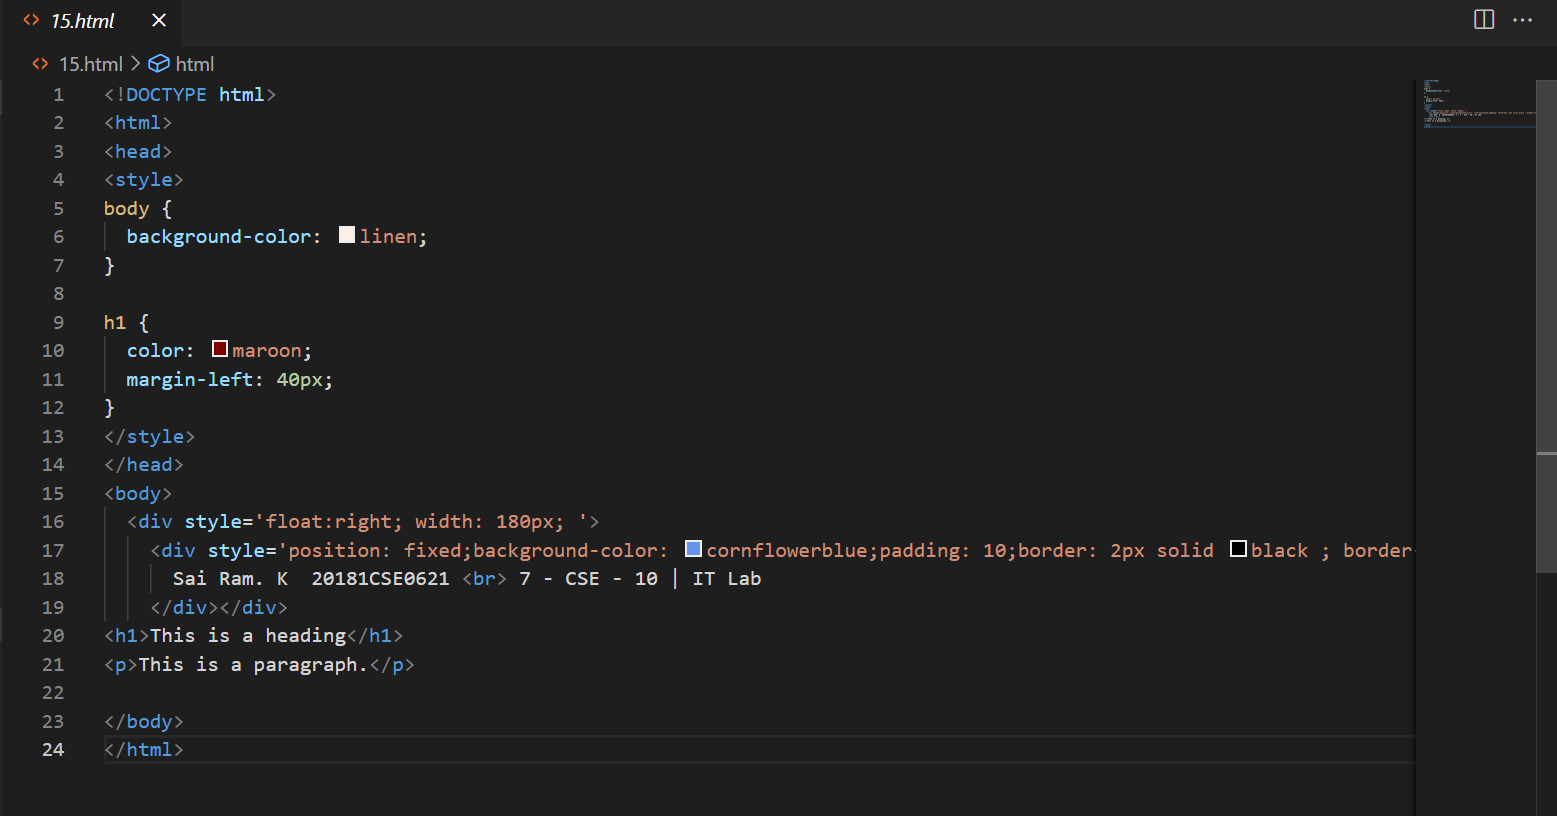 15.html
15.html > html
1 <!DOCTYPE html>
2 <html>
3 <head>
4 <style>
5 body {
6   background-color: linen;
7 }
8
9 h1 {
10   color: maroon;
11   margin-left: 40px;
12 }
13 </style>
14 </head>
15 <body>
16   <div style='float:right; width: 180px; '>
17     <div style='position: fixed;background-color: cornflowerblue;padding: 10;border: 2px solid black ; border-
18       Sai Ram. K  20181CSE0621 <br> 7 - CSE - 10 | IT Lab
19     </div></div>
20 <h1>This is a heading</h1>
21 <p>This is a paragraph.</p>
22
23 </body>
24 </html>